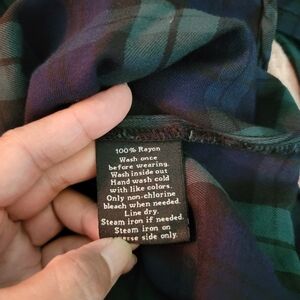 100% Rayon
Wash once
before wearing.
Wash inside out
Hand wash cold
with like colors.
Only non-chlorine
bleach when needed.
Line dry.
Steam iron if needed.
Steam iron on
side only.